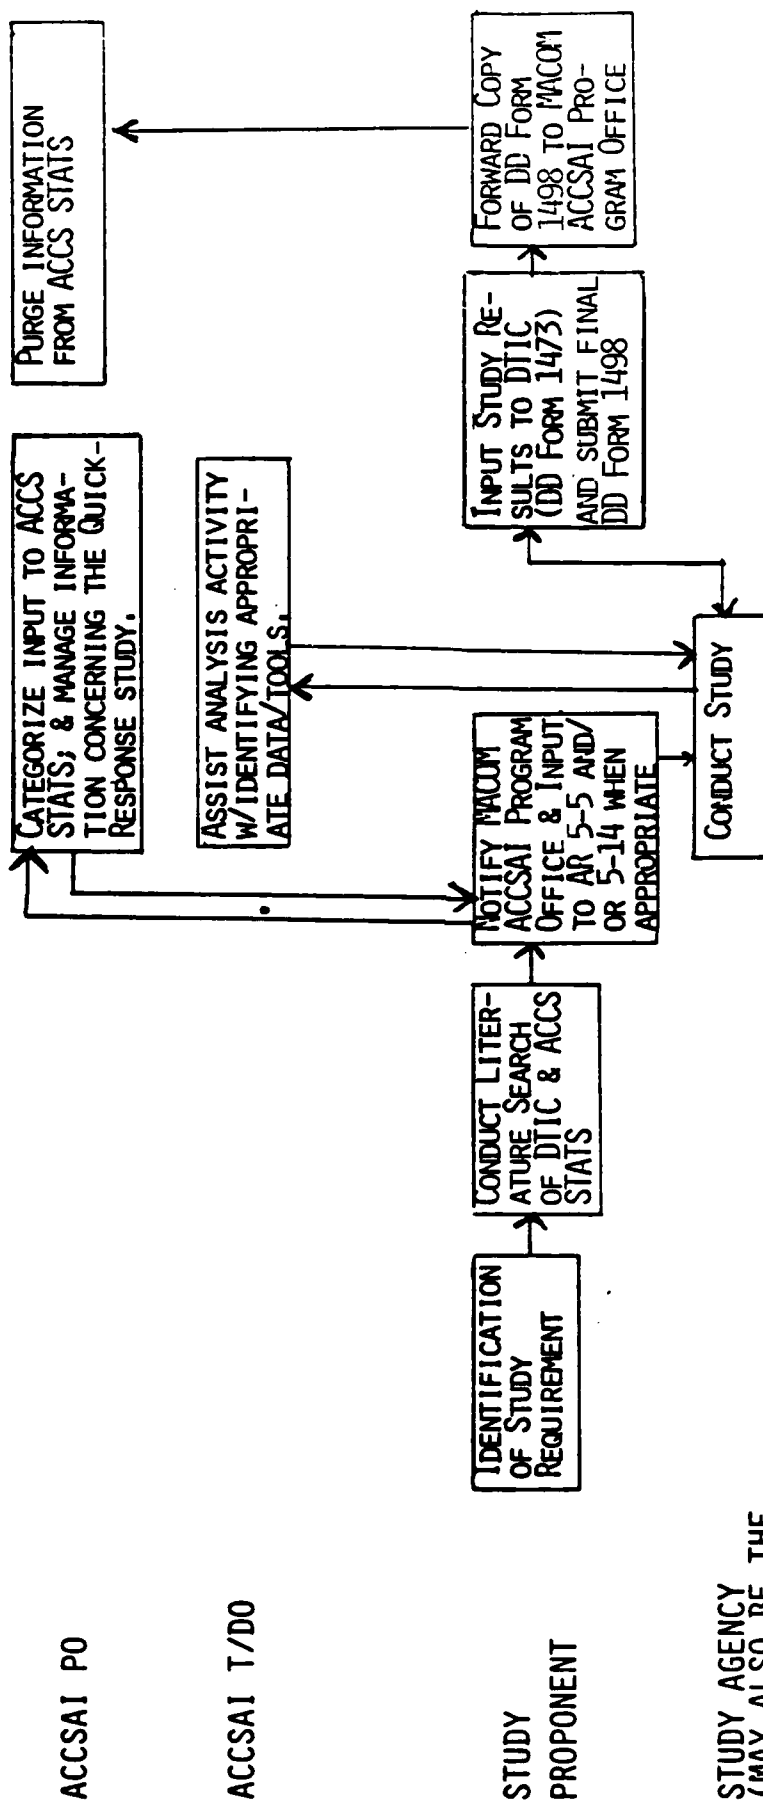 ACCSAI PO
CATEGORIZE INPUT TO ACCS
STATS; & MANAGE INFORMA-
TION CONCERNING THE QUICK-
RESPONSE STUDY.
PURGE INFORMATION
FROM ACCS STATS
ACCSAI T/DO
ASSIST ANALYSIS ACTIVITY
W/IDENTIFYING APPROPRI-
ATE DATA/TOOLS.
STUDY
PROPONENT
IDENTIFICATION
OF STUDY
REQUIREMENT
CONDUCT LITER-
ATURE SEARCH
OF DTIC & ACCS
STATS
NOTIFY MACOM
ACCSAI PROGRAM
OFFICE & INPUT
TO AR 5-5 AND/
OR 5-14 WHEN
APPROPRIATE
INPUT STUDY RE-
SULTS TO DTIC
(DD FORM 1473)
AND SUBMIT FINAL
DD FORM 1498
FORWARD COPY
OF DD FORM
1498 TO MACOM
ACCSAI PRO-
GRAM OFFICE
STUDY AGENCY
(MAY ALSO BE THE
CONDUCT STUDY